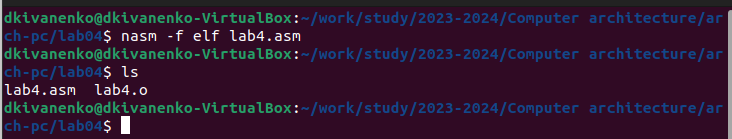 dkivanenko@dkivanenko-VirtualBox:~/work/study/2023-2024/Computer architecture/ar
ch-pc/lab04$ nasm -f elf lab4.asm
dkivanenko@dkivanenko-VirtualBox:~/work/study/2023-2024/Computer architecture/ar
ch-pc/lab04$ ls
lab4.asm  lab4.o
dkivanenko@dkivanenko-VirtualBox:~/work/study/2023-2024/Computer architecture/ar
ch-pc/lab04$